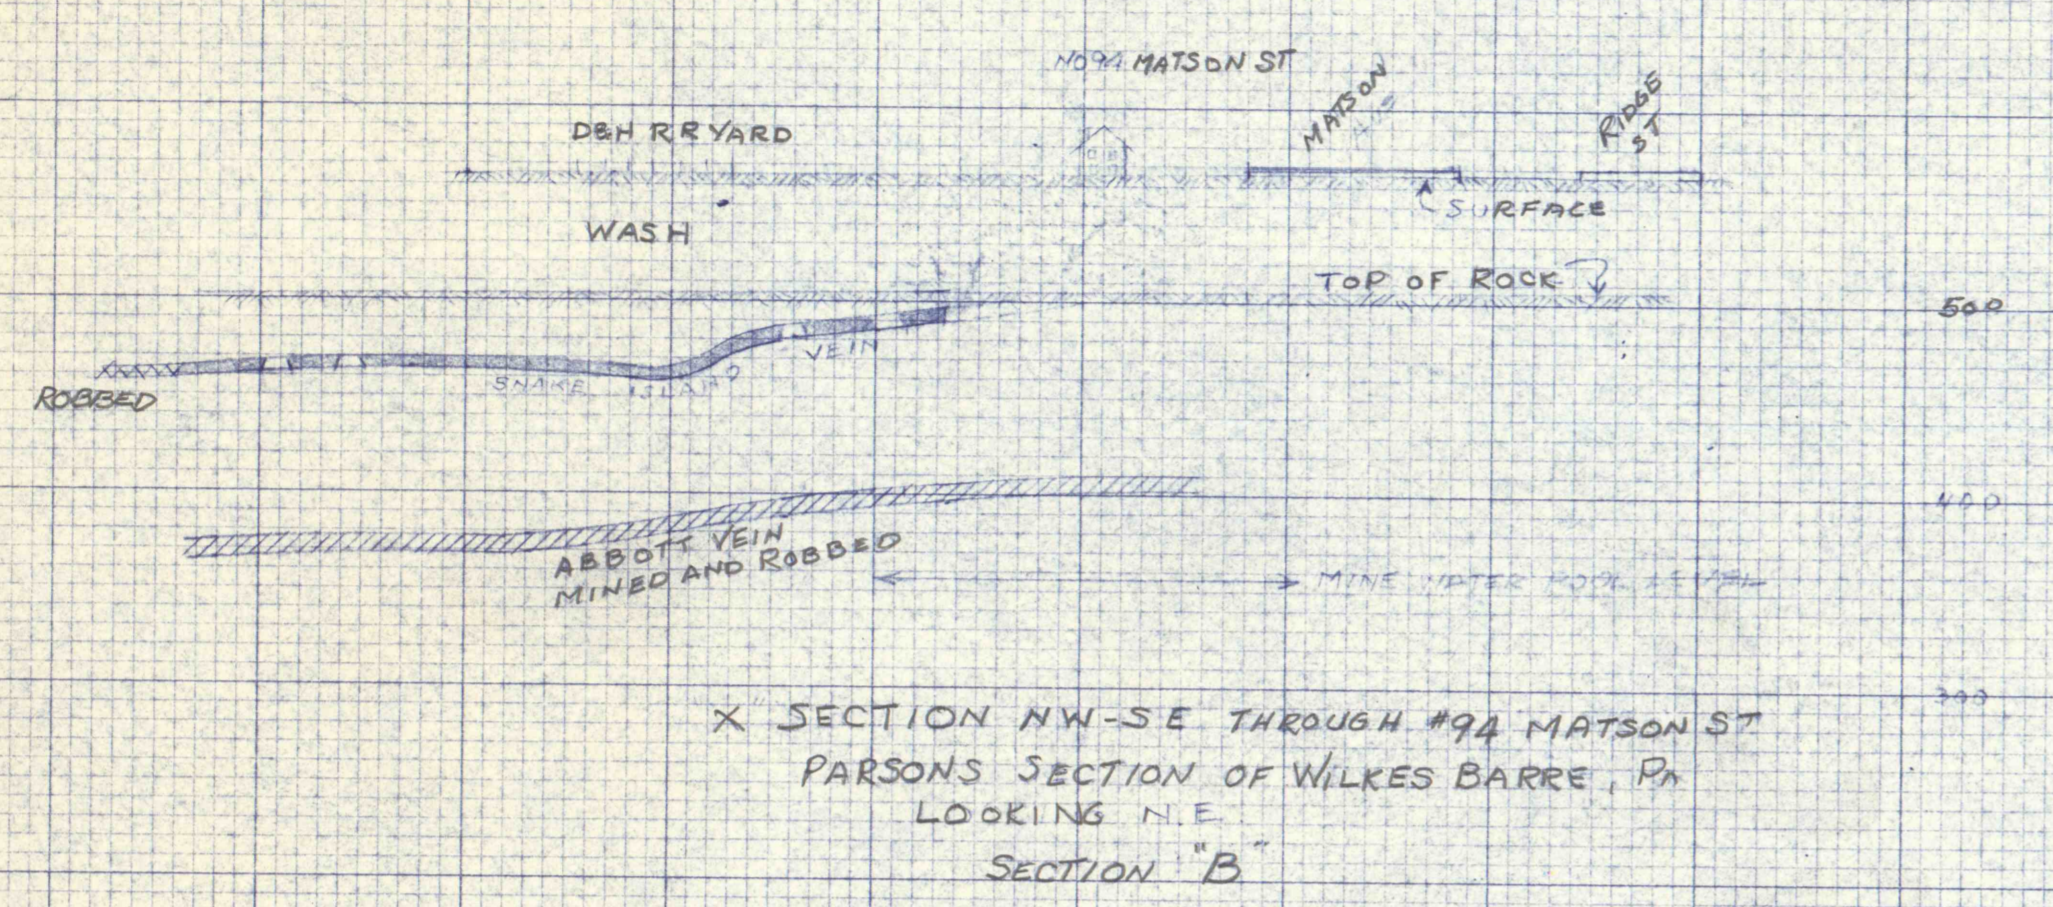 NO94 MATSON ST
MATSON
RIDGE
ST
D&H RR YARD
SURFACE
WASH
TOP OF ROCK
500
VEIN
SNAKE ISLAND
ROBBED
400
ABBOTT VEIN
MINED AND ROBBED
MINE WATER POOL LEVEL
300
X SECTION NW-SE THROUGH #94 MATSON ST
PARSONS SECTION OF WILKES BARRE, PA
LOOKING N.E.
SECTION "B"